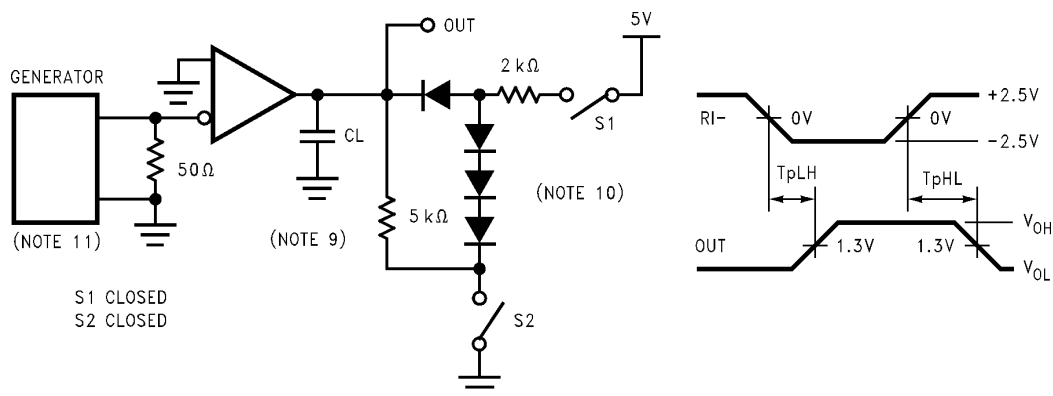 OUT
5V
2 kΩ
GENERATOR
S1
CL
50Ω
(NOTE 10)
5 kΩ
(NOTE 11)
(NOTE 9)
S1 CLOSED
S2 CLOSED
S2
+2.5V
RI-
0V
0V
-2.5V
TpLH
TpHL
VOH
OUT
1.3V
1.3V
VOL